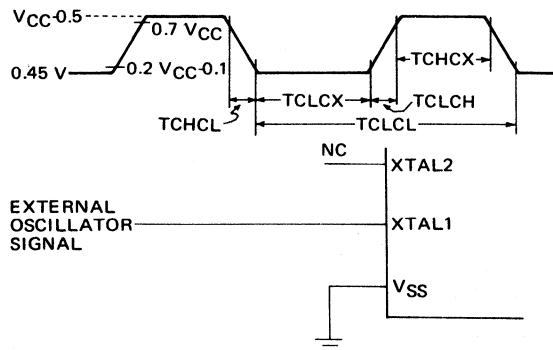 VCC-0.5
0.7 VCC
0.45 V
0.2 VCC-0.1
TCHCX
TCHCL
TCLCX
TCLCH
TCLCL
NC
XTAL2
EXTERNAL
OSCILLATOR
SIGNAL
XTAL1
VSS